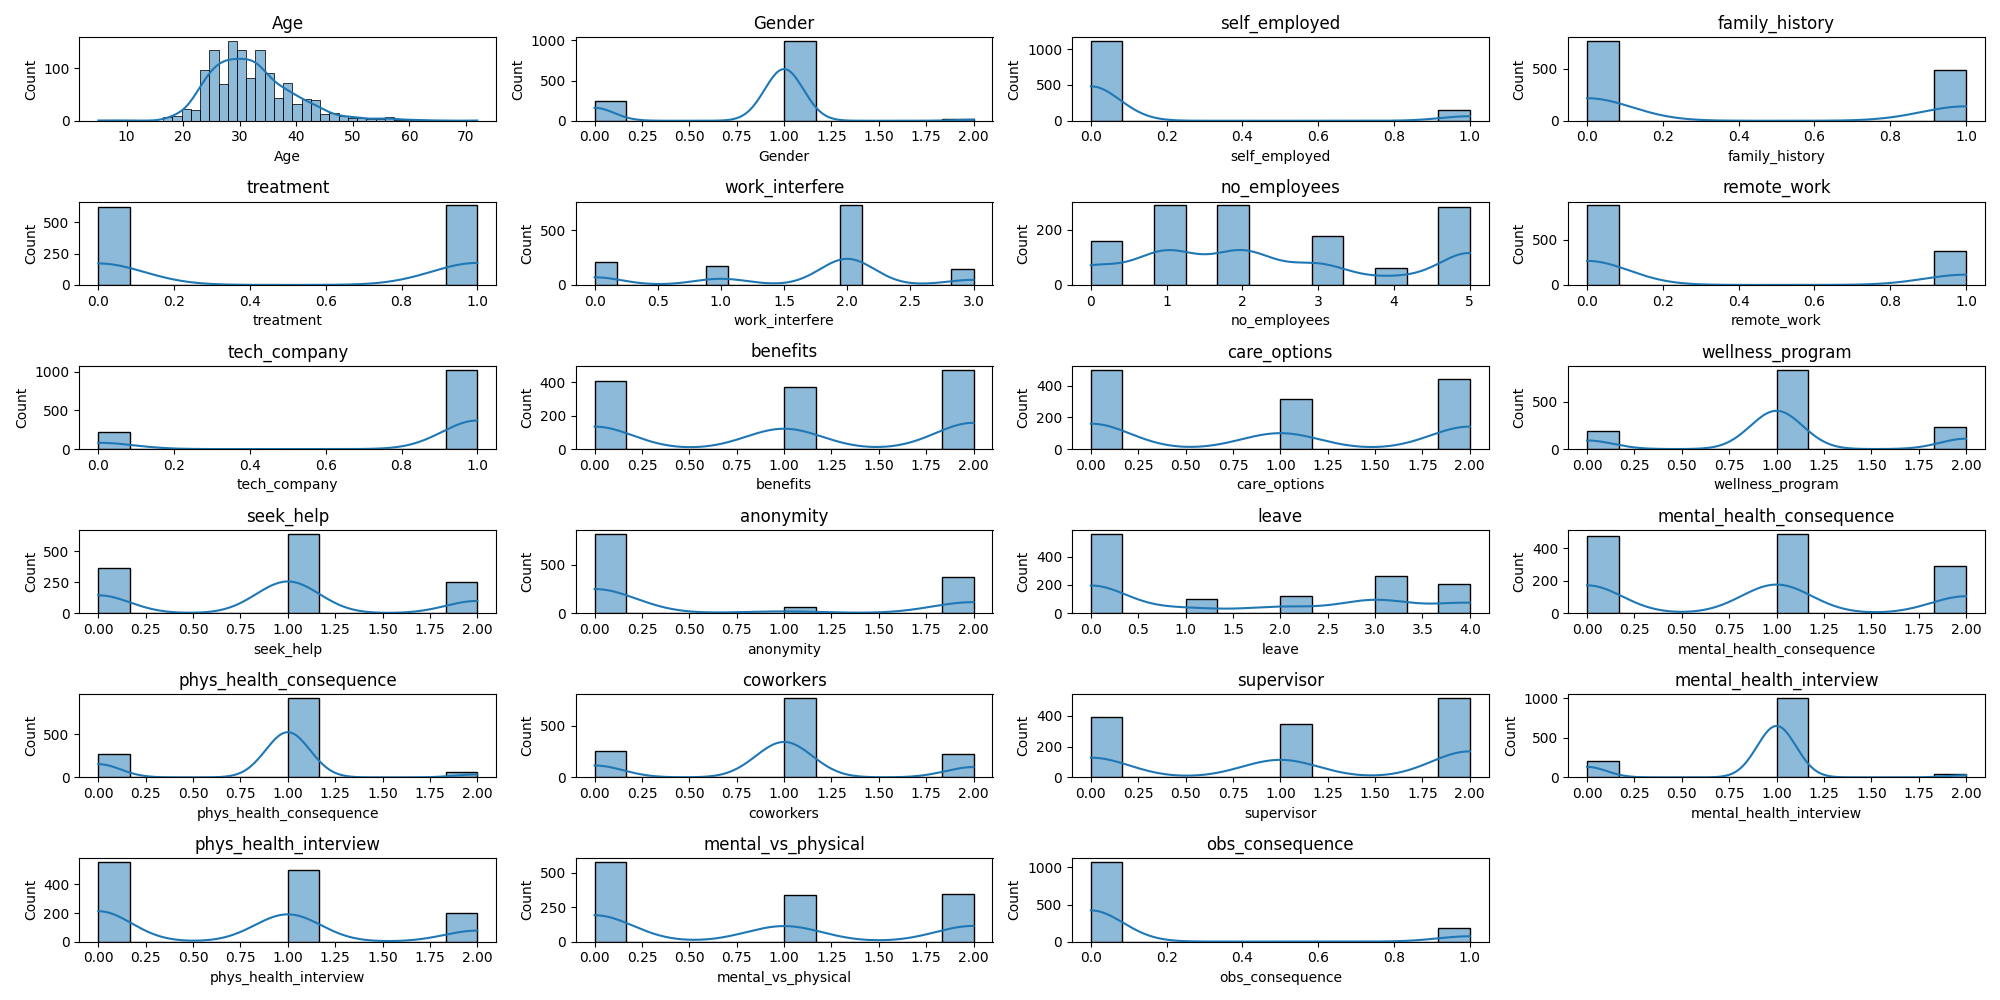 Age Gender self_employed family_history
Count 100 0 Count 1000 500 0 Count 1000 500 0 Count 500 0
10 20 30 40 50 60 70 0.00 0.25 0.50 0.75 1.00 1.25 1.50 1.75 2.00 0.0 0.2 0.4 0.6 0.8 1.0 0.0 0.2 0.4 0.6 0.8 1.0
Age Gender self_employed family_history
treatment work_interfere no_employees remote_work
Count 500 250 0 Count 500 0 Count 200 0 Count 500 0
0.0 0.2 0.4 0.6 0.8 1.0 0.0 0.5 1.0 1.5 2.0 2.5 3.0 0 1 2 3 4 5 0.0 0.2 0.4 0.6 0.8 1.0
treatment work_interfere no_employees remote_work
tech_company benefits care_options wellness_program
Count 1000 500 0 Count 400 200 0 Count 400 200 0 Count 500 0
0.0 0.2 0.4 0.6 0.8 1.0 0.00 0.25 0.50 0.75 1.00 1.25 1.50 1.75 2.00 0.00 0.25 0.50 0.75 1.00 1.25 1.50 1.75 2.00 0.00 0.25 0.50 0.75 1.00 1.25 1.50 1.75 2.00
tech_company benefits care_options wellness_program
seek_help anonymity leave mental_health_consequence
Count 500 250 0 Count 500 0 Count 400 200 0 Count 400 200 0
0.00 0.25 0.50 0.75 1.00 1.25 1.50 1.75 2.00 0.00 0.25 0.50 0.75 1.00 1.25 1.50 1.75 2.00 0.0 0.5 1.0 1.5 2.0 2.5 3.0 3.5 4.0 0.00 0.25 0.50 0.75 1.00 1.25 1.50 1.75 2.00
seek_help anonymity leave mental_health_consequence
phys_health_consequence coworkers supervisor mental_health_interview
Count 500 0 Count 500 0 Count 400 200 0 Count 1000 500 0
0.00 0.25 0.50 0.75 1.00 1.25 1.50 1.75 2.00 0.00 0.25 0.50 0.75 1.00 1.25 1.50 1.75 2.00 0.00 0.25 0.50 0.75 1.00 1.25 1.50 1.75 2.00 0.00 0.25 0.50 0.75 1.00 1.25 1.50 1.75 2.00
phys_health_consequence coworkers supervisor mental_health_interview
phys_health_interview mental_vs_physical obs_consequence
Count 400 200 0 Count 500 250 0 Count 1000 500 0
0.00 0.25 0.50 0.75 1.00 1.25 1.50 1.75 2.00 0.00 0.25 0.50 0.75 1.00 1.25 1.50 1.75 2.00 0.0 0.2 0.4 0.6 0.8 1.0
phys_health_interview mental_vs_physical obs_consequence